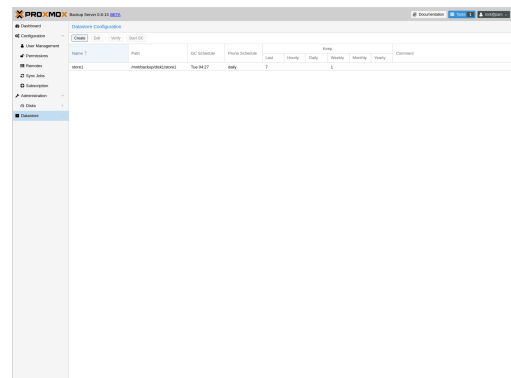 PROXMOX Backup Server 0.8-13 BETA
Documentation
Tasks 1
root@pam
Dashboard
Configuration
User Management
Permissions
Remotes
Sync Jobs
Subscription
Administration
Disks
Datastore
Datastore Configuration
Create Edit Verify Start GC
Name ↑ Path GC Schedule Prune Schedule Keep Comment
Last Hourly Daily Weekly Monthly Yearly
store1 /mnt/backup/disk1/store1 Tue 04:27 daily 7 1